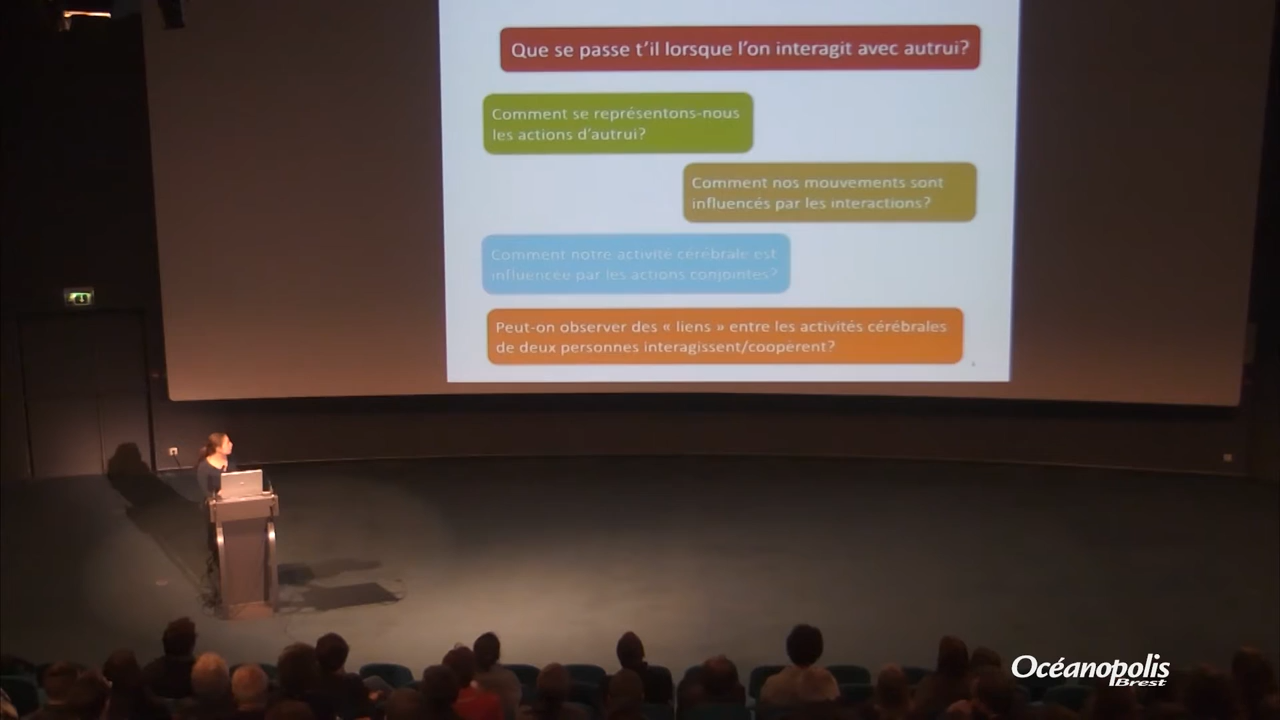 Que se passe t'il lorsque l'on interagit avec autrui?
Comment se représentons-nous
les actions d'autrui?
Comment nos mouvements sont
influencés par les interactions?
Comment notre activité cérébrale est
influencée par les actions conjointes?
Peut-on observer des « liens » entre les activités cérébrales
de deux personnes interagissent/coopèrent?
Océanopolis
Brest